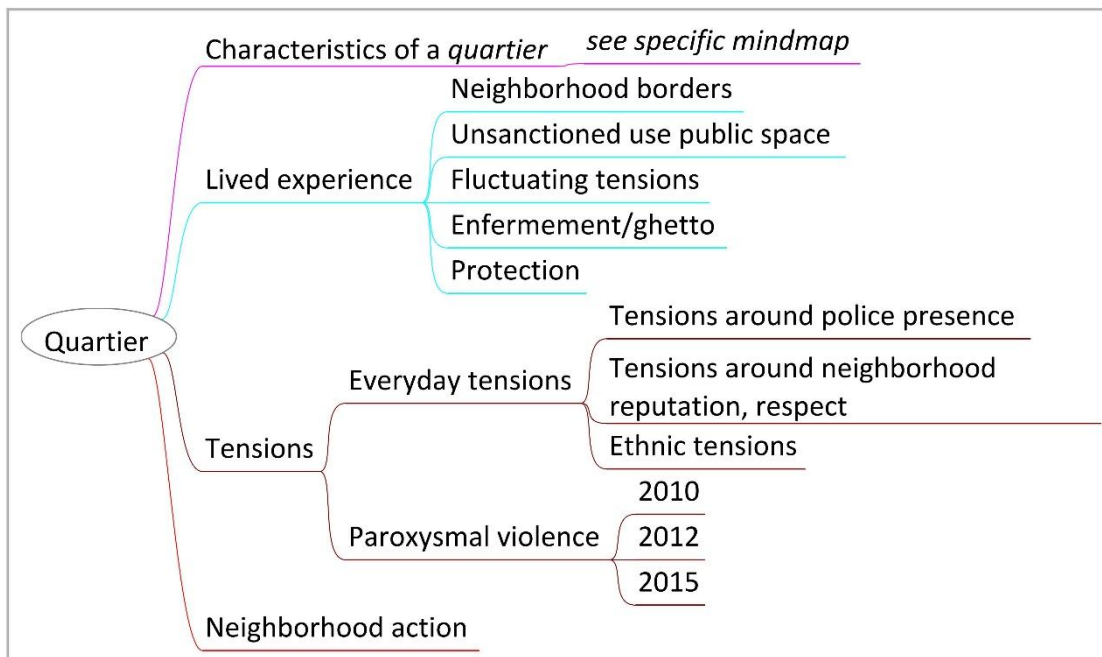 Quartier
Characteristics of a quartier
see specific mindmap
Lived experience
Neighborhood borders
Unsanctioned use public space
Fluctuating tensions
Enfermement/ghetto
Protection
Tensions
Everyday tensions
Tensions around police presence
Tensions around neighborhood
reputation, respect
Ethnic tensions
Paroxysmal violence
2010
2012
2015
Neighborhood action